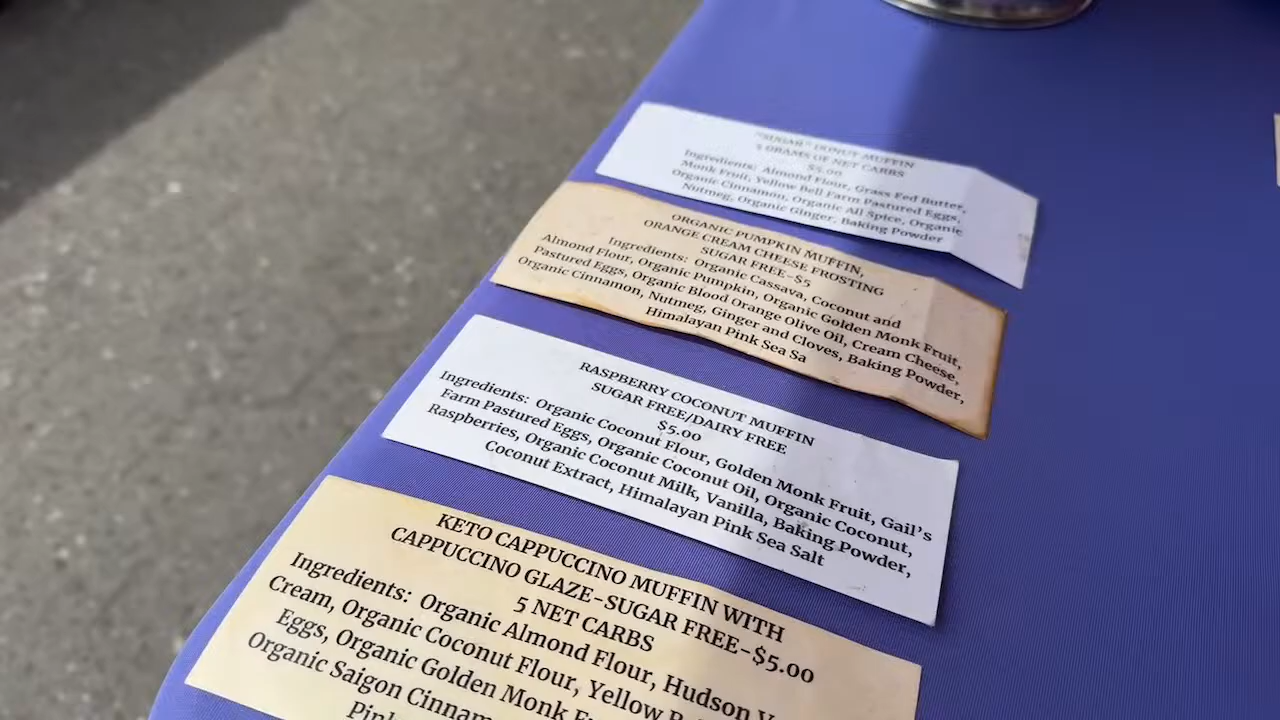 "SUGAR" DONUT MUFFIN
5 GRAMS OF NET CARBS
$5.00
Ingredients: Almond Flour, Grass Fed Butter,
Monk Fruit, Yellow Bell Farm Pastured Eggs,
Organic Cinnamon, Organic All Spice, Organic
Nutmeg, Organic Ginger, Baking Powder
ORGANIC PUMPKIN MUFFIN,
ORANGE CREAM CHEESE FROSTING
SUGAR FREE-$5
Ingredients: Organic Cassava, Coconut and
Almond Flour, Organic Pumpkin, Organic Golden Monk Fruit,
Pastured Eggs, Organic Blood Orange Olive Oil, Cream Cheese,
Organic Cinnamon, Nutmeg, Ginger and Cloves, Baking Powder,
Himalayan Pink Sea Sa
RASPBERRY COCONUT MUFFIN
SUGAR FREE/DAIRY FREE
$5.00
Ingredients: Organic Coconut Flour, Golden Monk Fruit, Gail's
Farm Pastured Eggs, Organic Coconut Oil, Organic Coconut,
Raspberries, Organic Coconut Milk, Vanilla, Baking Powder,
Coconut Extract, Himalayan Pink Sea Salt
KETO CAPPUCCINO MUFFIN WITH
CAPPUCCINO GLAZE-SUGAR FREE-$5.00
5 NET CARBS
Ingredients: Organic Almond Flour, Hudson
Cream, Organic Coconut Flour, Yellow
Eggs, Organic Golden Monk
Organic Saigon